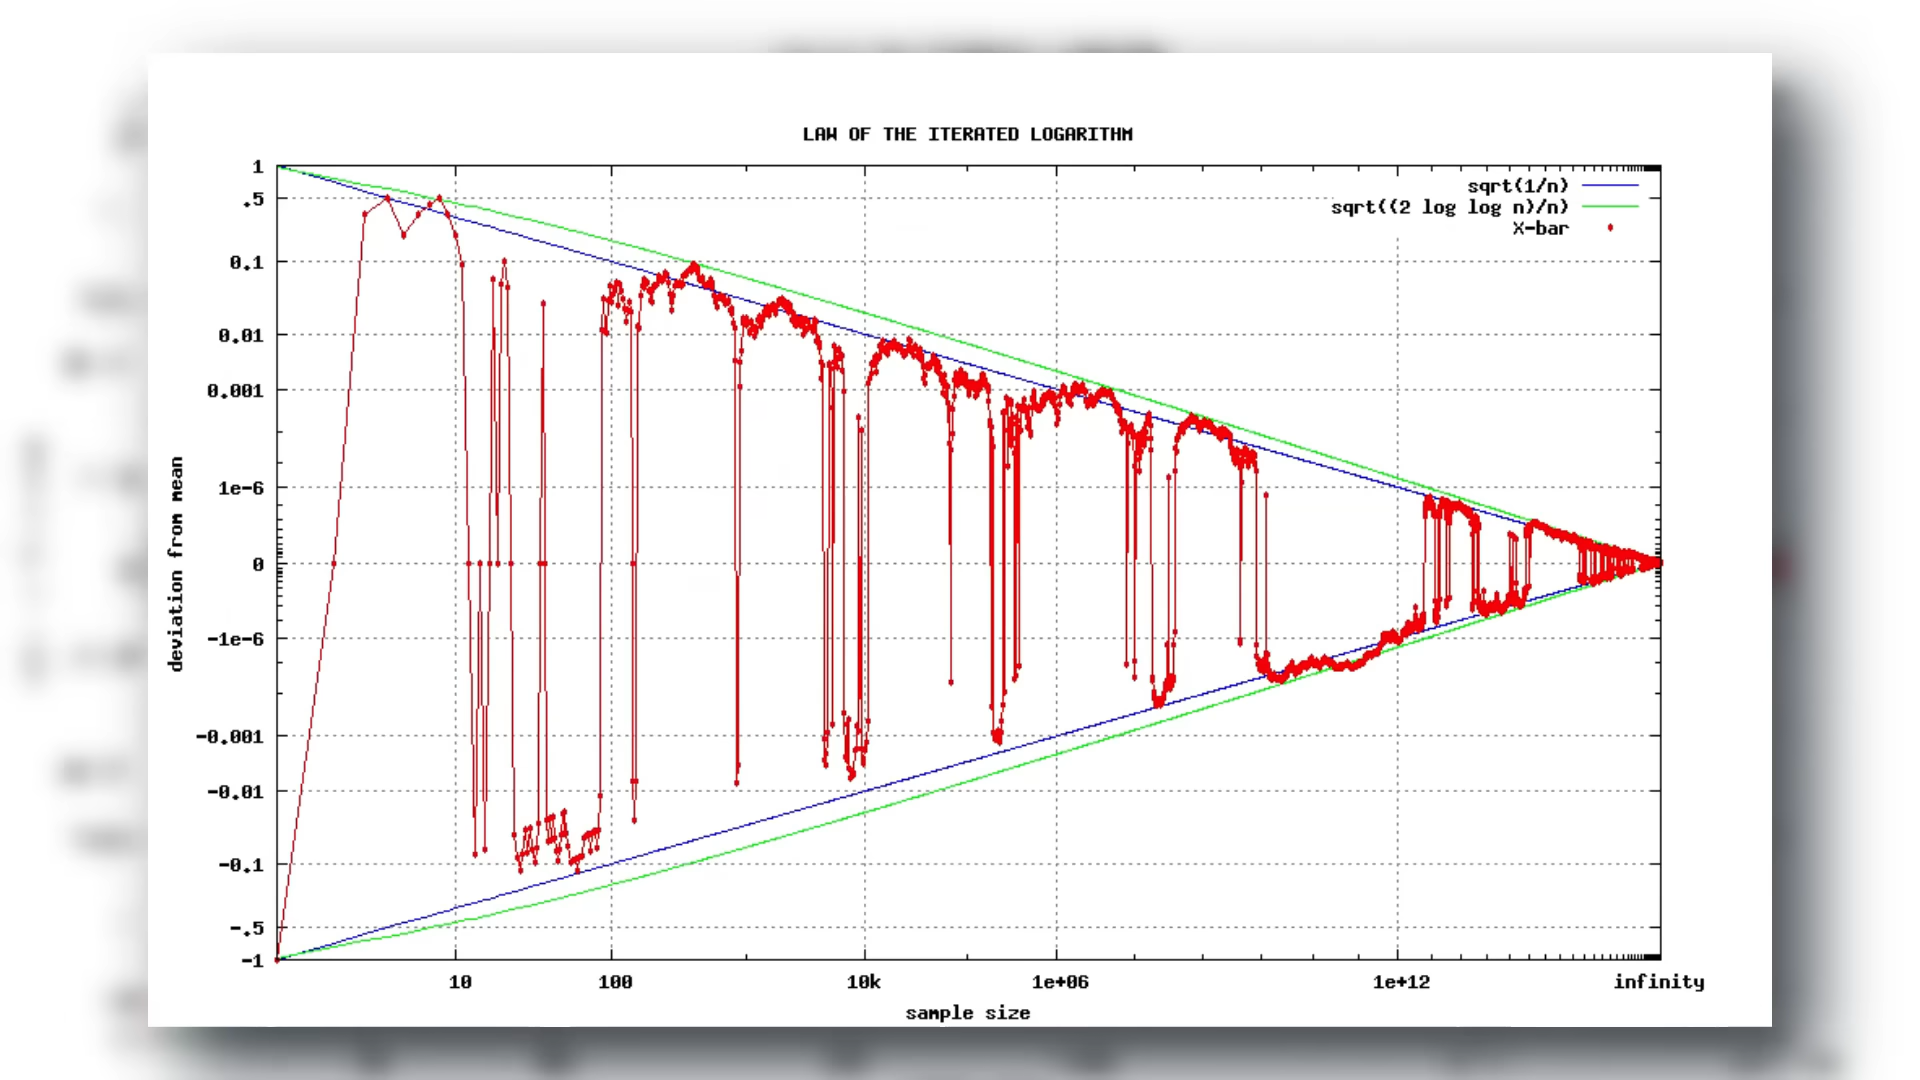 LAW OF THE ITERATED LOGARITHM
sqrt(1/n)
sqrt((2 log log n)/n)
X-bar
1
.5
0.1
0.01
0.001
1e-6
0
-1e-6
-0.001
-0.01
-0.1
-.5
-1
deviation from mean
10 100 10k 1e+06 1e+12 infinity
sample size